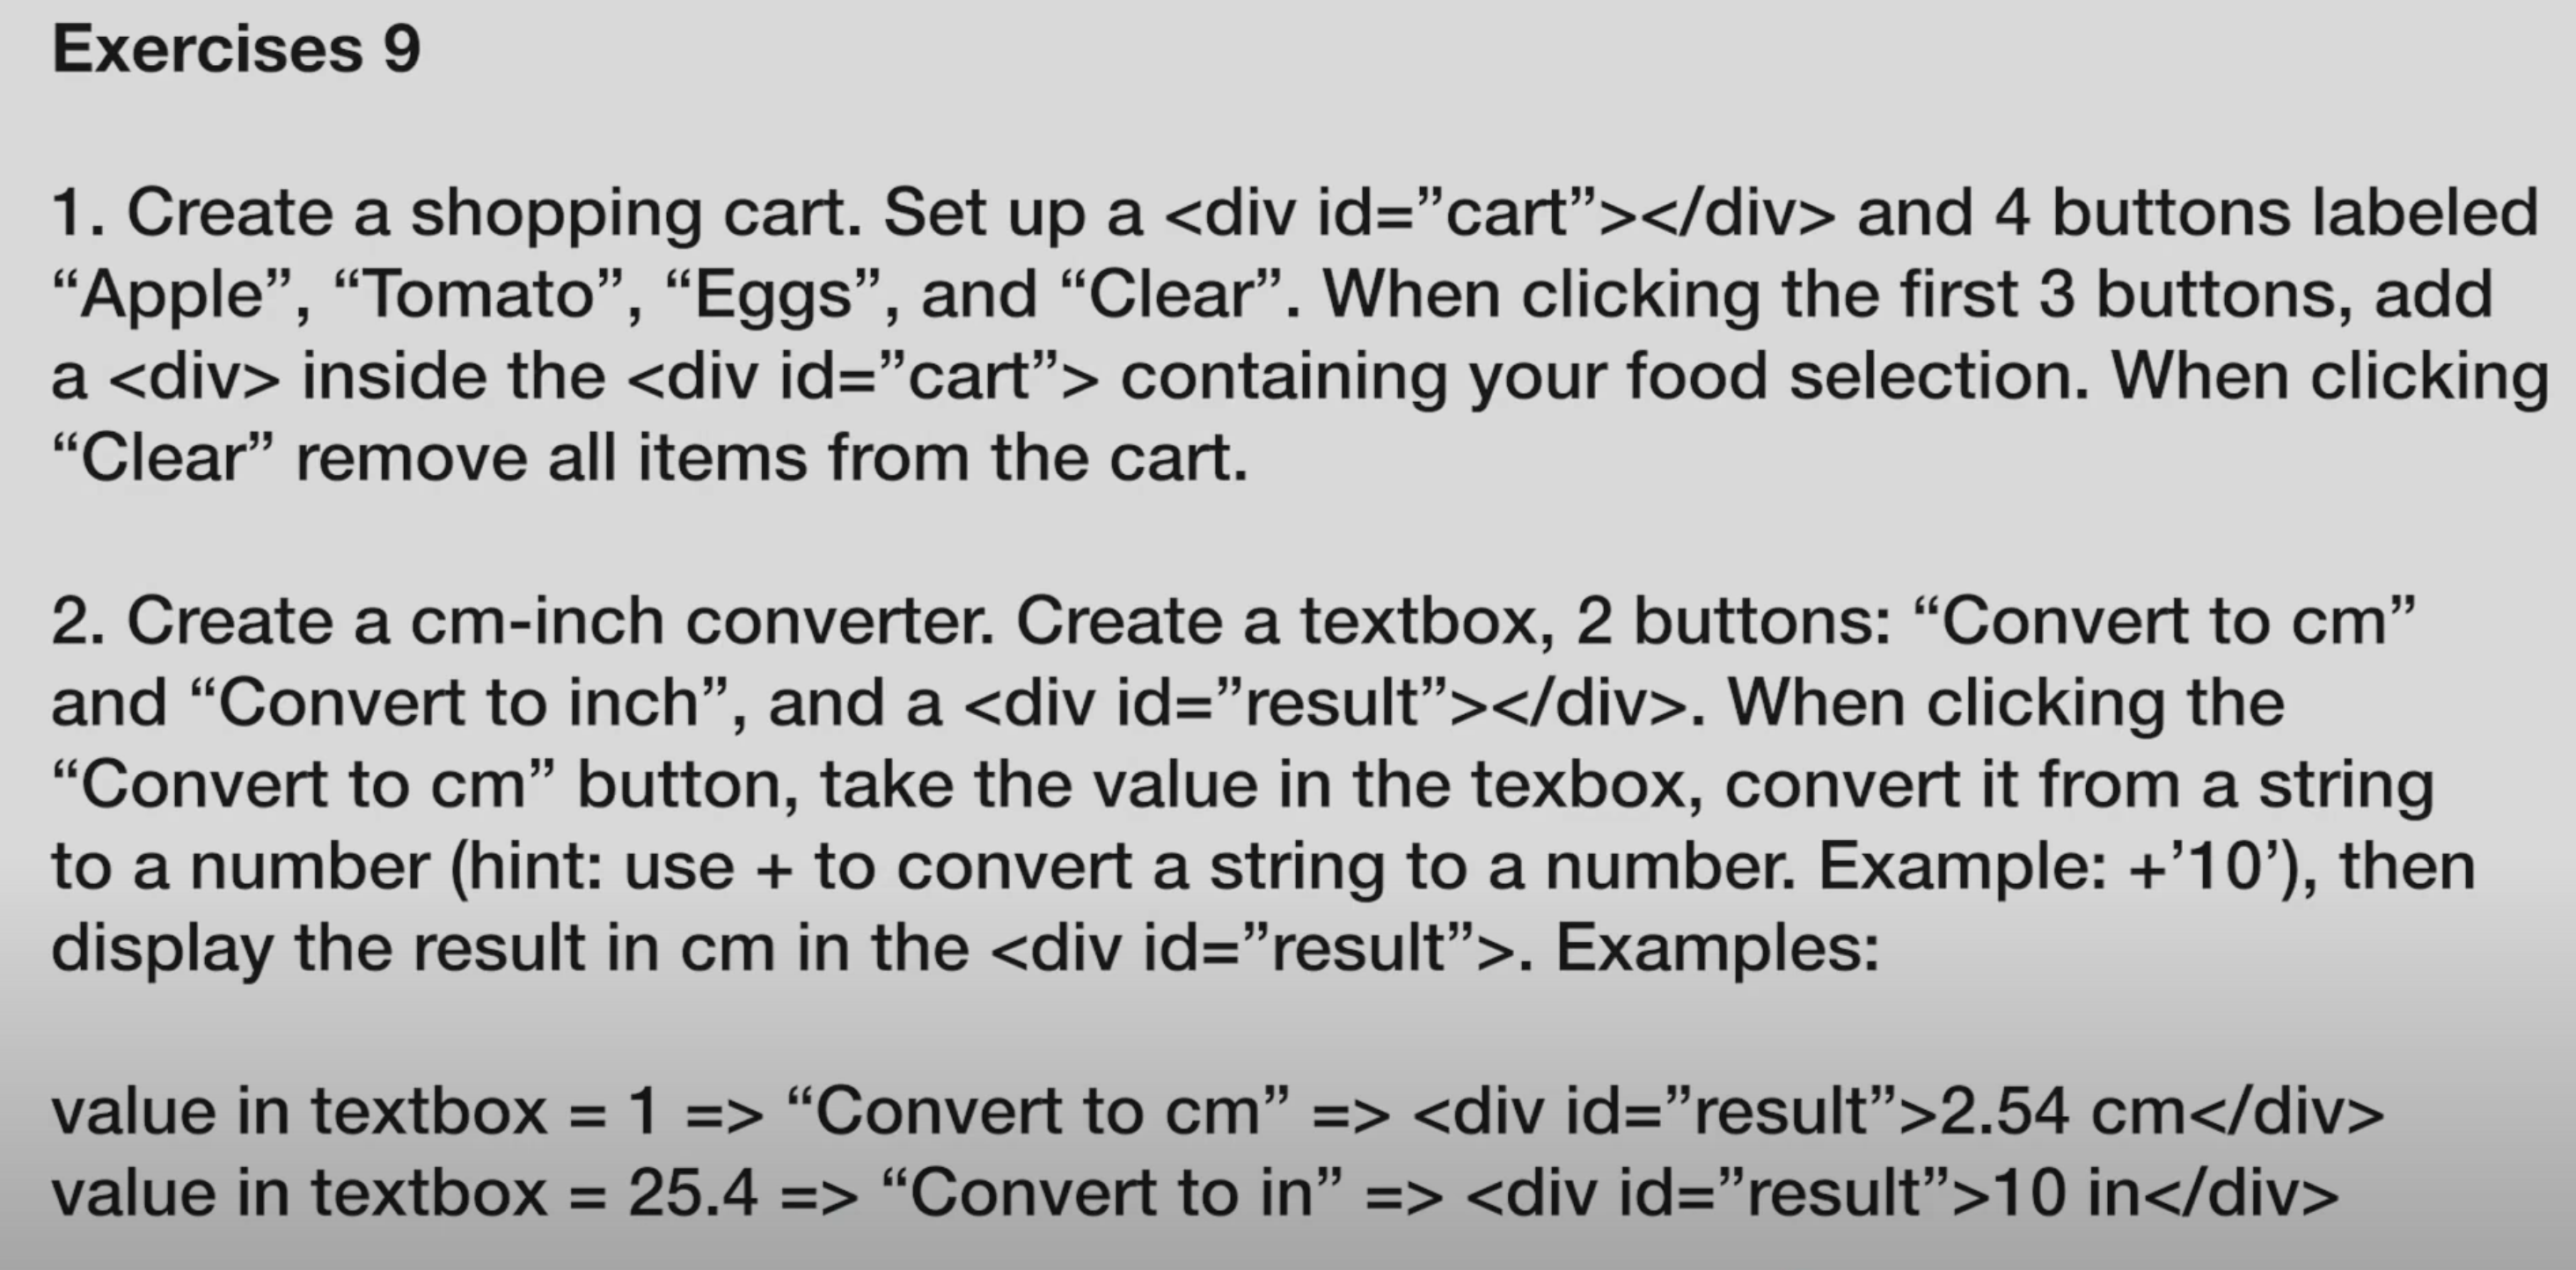 Exercises 9
1. Create a shopping cart. Set up a <div id=”cart”></div> and 4 buttons labeled
“Apple”, “Tomato”, “Eggs”, and “Clear”. When clicking the first 3 buttons, add
a <div> inside the <div id=”cart”> containing your food selection. When clicking
“Clear” remove all items from the cart.
2. Create a cm-inch converter. Create a textbox, 2 buttons: “Convert to cm”
and “Convert to inch”, and a <div id=”result”></div>. When clicking the
“Convert to cm” button, take the value in the texbox, convert it from a string
to a number (hint: use + to convert a string to a number. Example: +’10’), then
display the result in cm in the <div id=”result”>. Examples:
value in textbox = 1 => “Convert to cm” => <div id=”result”>2.54 cm</div>
value in textbox = 25.4 => “Convert to in” => <div id=”result”>10 in</div>